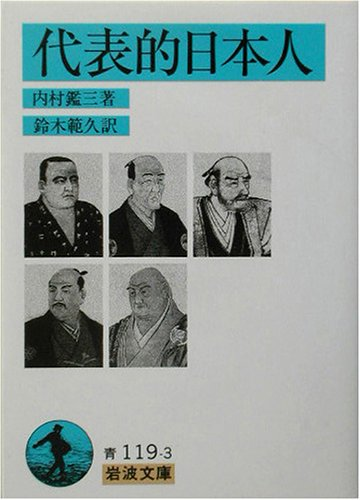 代表的日本人
内村鑑三著
鈴木範久訳
青 119-3
岩波文庫